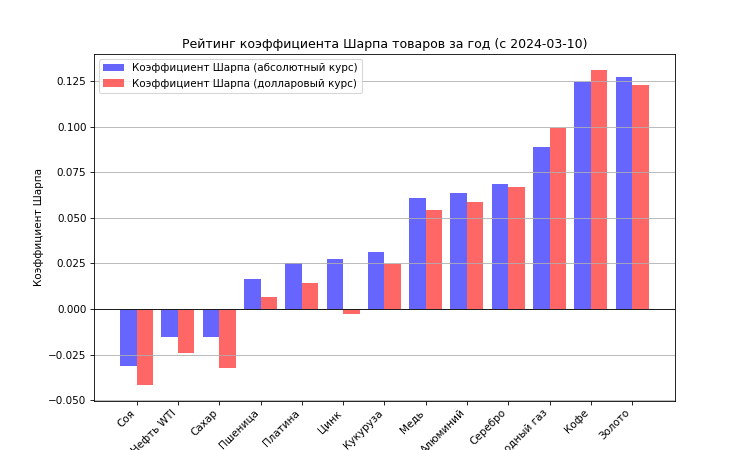 Рейтинг коэффициента Шарпа товаров за год (с 2024-03-10)
Коэффициент Шарпа (абсолютный курс)
Коэффициент Шарпа (долларовый курс)
Коэффициент Шарпа
0.125
0.100
0.075
0.050
0.025
0.000
−0.025
−0.050
Соя
Нефть WTI
Сахар
Пшеница
Платина
Цинк
Кукуруза
Медь
Алюминий
Серебро
газ
Кофе
Золото